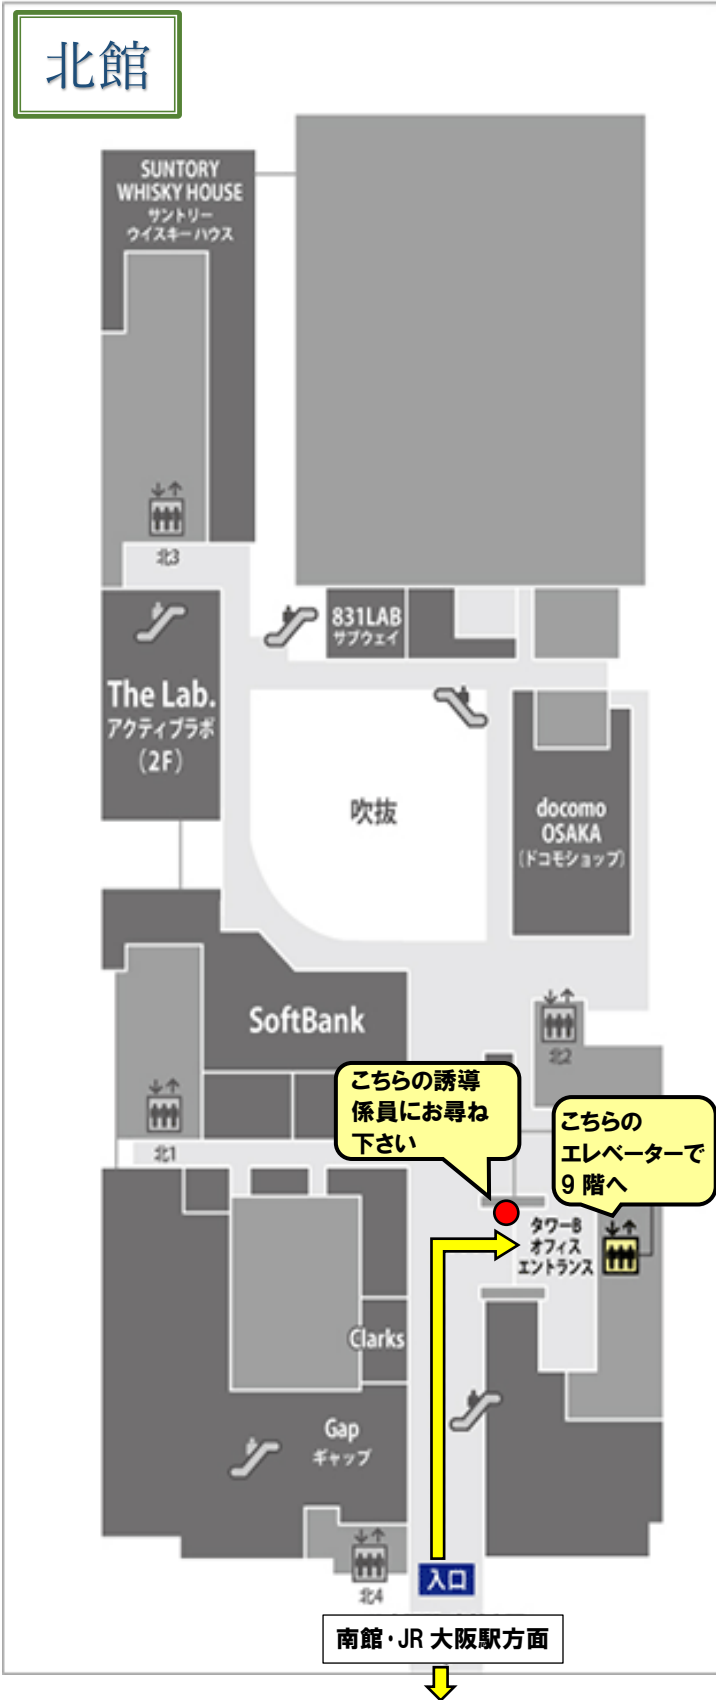 北館
SUNTORY
WHISKY HOUSE
サントリー
ウイスキーハウス
北3
831LAB
サブウェイ
The Lab.
アクティブラボ
(2F)
吹抜
docomo
OSAKA
(ドコモショップ)
SoftBank
北2
北1
こちらの誘導
係員にお尋ね
下さい
こちらの
エレベーターで
9 階へ
タワーB
オフィス
エントランス
Clarks
Gap
ギャップ
北4
入口
南館・JR 大阪駅方面